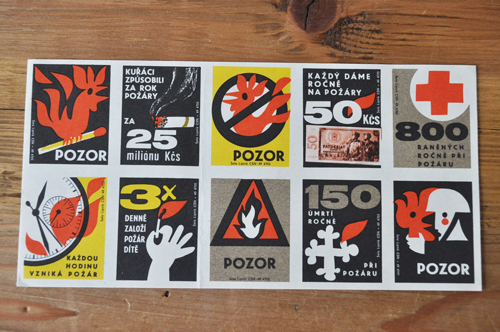 POZOR
KUŘÁCI
ZPŮSOBILI
ZA ROK
POŽÁRY
ZA
25
miliónu Kčs
POZOR
KAŽDÝ DÁME
ROČNĚ
NA POŽÁRY
50
Kčs
50
800
RANĚNÝCH
ROČNĚ PŘI
POŽÁRU
KAŽDOU
HODINU
VZNIKÁ POŽÁR
3x
DENNĚ
ZALOŽÍ
POŽÁR
DÍTĚ
POZOR
150
ÚMRTÍ
ROČNĚ
PŘI
POŽÁRU
POZOR